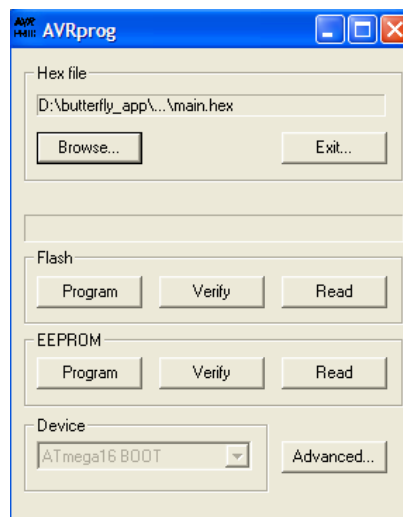 AVRprog
Hex file
D:\butterfly_app\...\main.hex
Browse... Exit...
Flash
Program Verify Read
EEPROM
Program Verify Read
Device
ATmega16 BOOT Advanced...